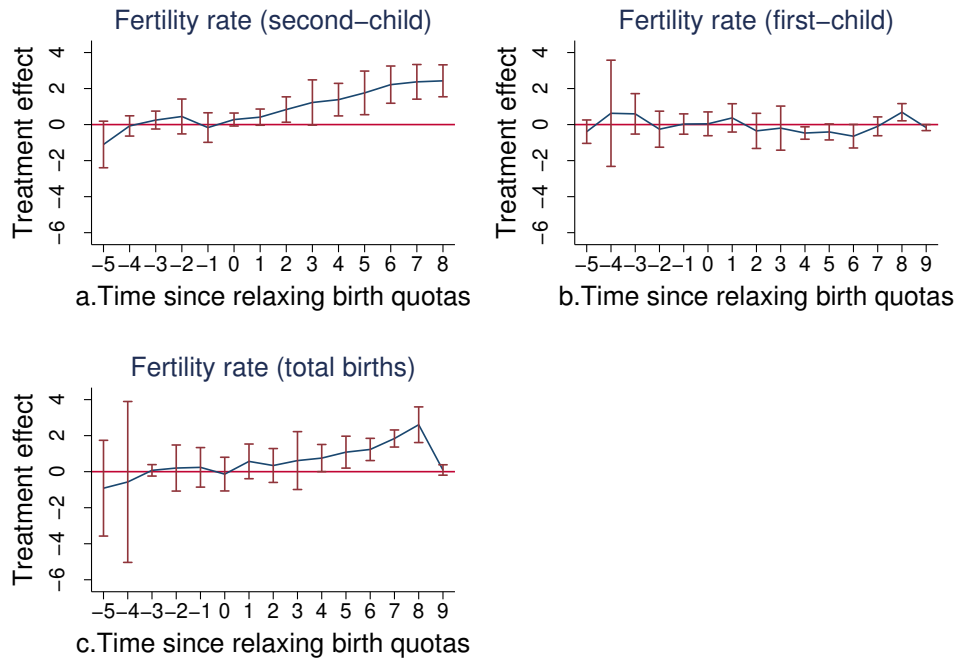 Fertility rate (second−child)
Treatment effect
4
2
0
−2
−4
−6
−5 −4 −3 −2 −1 0 1 2 3 4 5 6 7 8
a.Time since relaxing birth quotas
Fertility rate (first−child)
Treatment effect
4
2
0
−2
−4
−6
−5 −4 −3 −2 −1 0 1 2 3 4 5 6 7 8 9
b.Time since relaxing birth quotas
Fertility rate (total births)
Treatment effect
4
2
0
−2
−4
−6
−5 −4 −3 −2 −1 0 1 2 3 4 5 6 7 8 9
c.Time since relaxing birth quotas